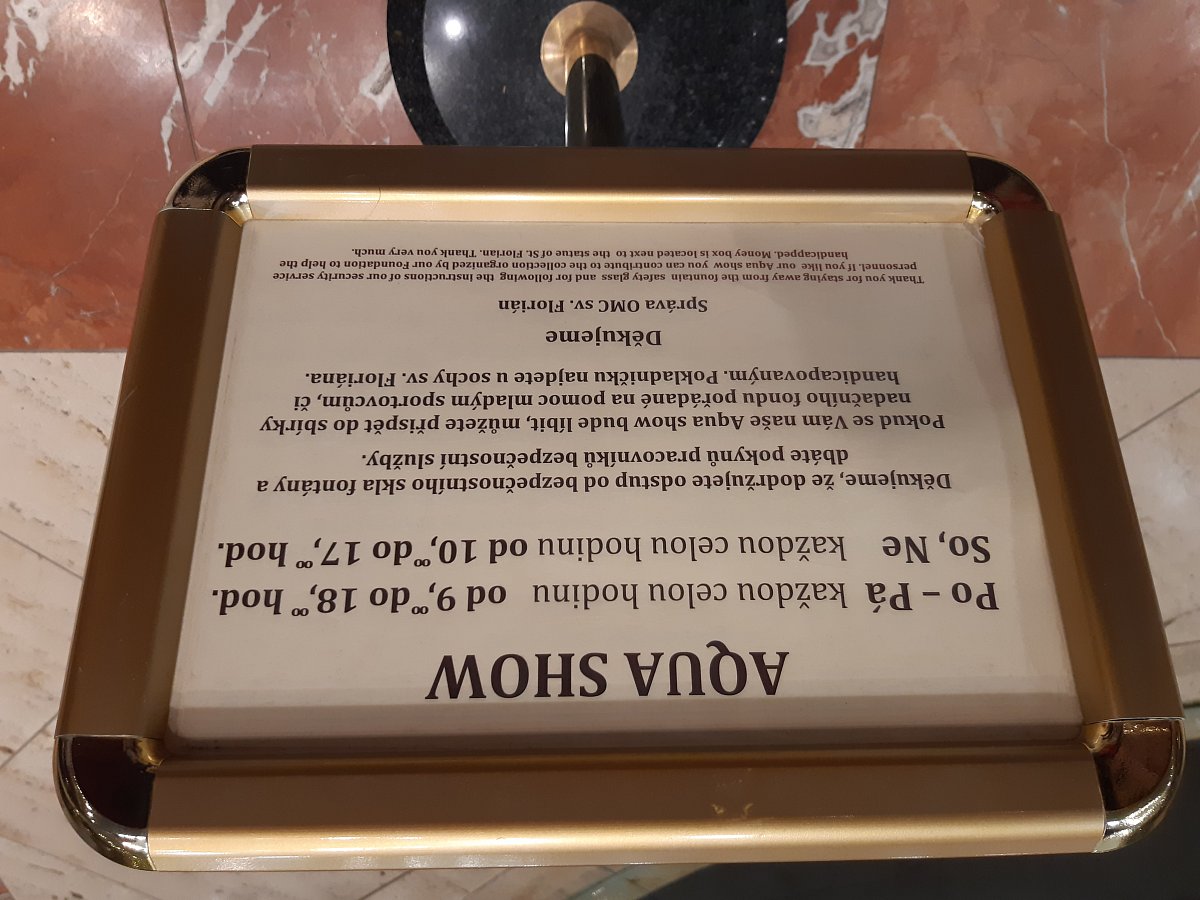 AQUA SHOW
Po – Pá každou celou hodinu od 9,⁰⁰do 18,⁰⁰ hod.
So, Ne každou celou hodinu od 10,⁰⁰do 17,⁰⁰ hod.
Děkujeme, že dodržujete odstup od bezpečnostního skla fontány a
dbáte pokynů pracovníků bezpečnostní služby.
Pokud se Vám naše Aqua show bude líbit, můžete přispět do sbírky
nadačního fondu pořádané na pomoc mladým sportovcům, či
handicapovaným. Pokladničku najdete u sochy sv. Floriána.
Děkujeme
Správa OMC sv. Florián
Thank you for staying away from the fountain safety glass and for following the instructions of our security service
personnel. If you like our Aqua show you can contribute to the collection organized by our Foundation to help the
handicapped. Money box is located next to the statue of St. Florian. Thank you very much.